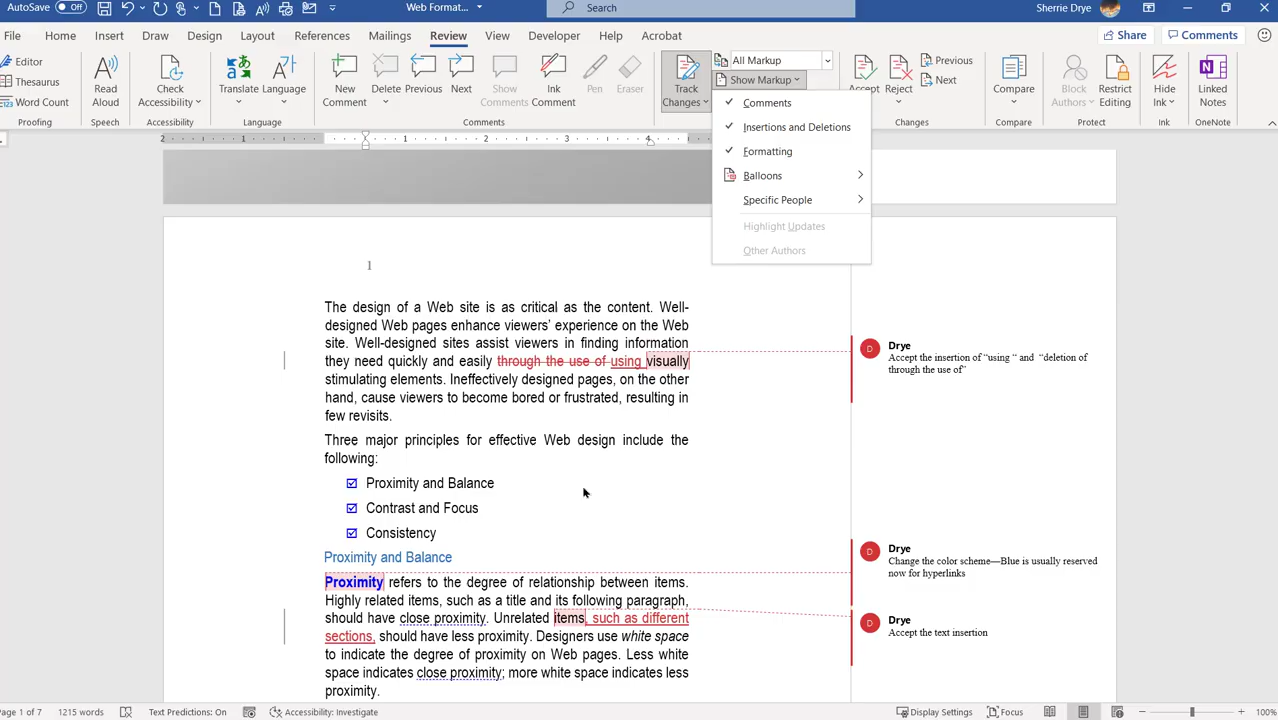 AutoSave Off Web Format... Search Sherrie Drye
File Home Insert Draw Design Layout References Mailings Review View Developer Help Acrobat Share Comments
Editor
Thesaurus
Word Count
Proofing
Read Aloud
Speech
Check Accessibility
Accessibility
Translate Language
Language
New Comment Delete Previous Next Show Comments Ink Comment Pen Eraser
Comments
Track Changes
All Markup
Show Markup
Accept Reject
Previous
Next
Changes
Compare
Compare
Block Authors Restrict Editing
Protect
Hide Ink
Ink
Linked Notes
OneNote
Comments
Insertions and Deletions
Formatting
Balloons
Specific People
Highlight Updates
Other Authors
2 1 1 2 3 4
1
The design of a Web site is as critical as the content. Well-
designed Web pages enhance viewers' experience on the Web
site. Well-designed sites assist viewers in finding information
they need quickly and easily through the use of using visually
stimulating elements. Ineffectively designed pages, on the other
hand, cause viewers to become bored or frustrated, resulting in
few revisits.
Three major principles for effective Web design include the
following:
Proximity and Balance
Contrast and Focus
Consistency
Proximity and Balance
Proximity refers to the degree of relationship between items.
Highly related items, such as a title and its following paragraph,
should have close proximity. Unrelated items, such as different
sections, should have less proximity. Designers use white space
to indicate the degree of proximity on Web pages. Less white
space indicates close proximity; more white space indicates less
proximity.
D Drye
Accept the insertion of "using " and "deletion of
through the use of"
D Drye
Change the color scheme—Blue is usually reserved
now for hyperlinks
D Drye
Accept the text insertion
Page 1 of 7 1215 words Text Predictions: On Accessibility: Investigate Display Settings Focus 100%